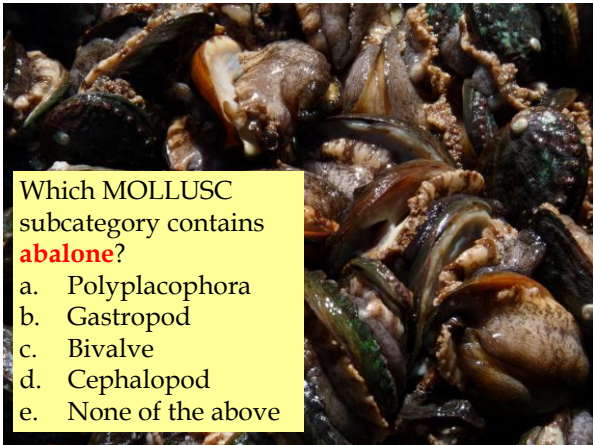 Which MOLLUSC
subcategory contains
abalone?
a. Polyplacophora
b. Gastropod
c. Bivalve
d. Cephalopod
e. None of the above